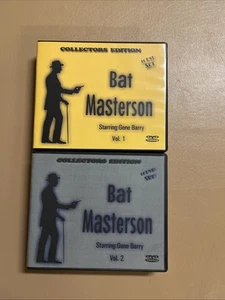 COLLECTORS EDITION
Bat
Masterson
Starring Gene Barry
Vol. 1
DVD
COLLECTORS EDITION
Bat
Masterson
Starring Gene Barry
Vol. 2
DVD